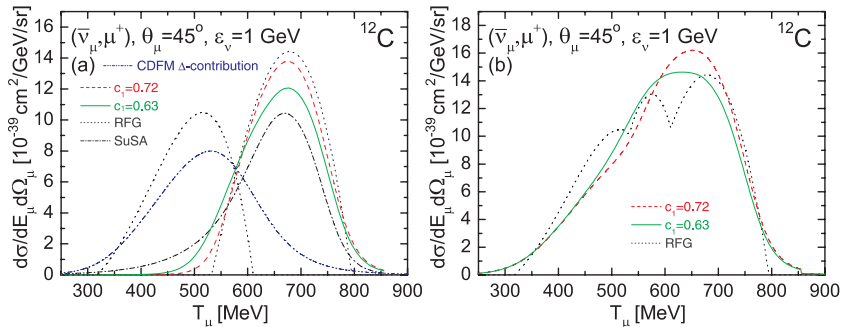 (ν̅μ,μ⁺), θμ=45°, εν=1 GeV
¹²C
(a)
CDFM Δ-contribution
c₁=0.72
c₁=0.63
RFG
SuSA
dσ/dEμdΩμ [10⁻³⁹ cm²/GeV/sr]
18
16
14
12
10
8
6
4
2
0
300 400 500 600 700 800 900
Tμ [MeV]
(ν̅μ,μ⁺), θμ=45°, εν=1 GeV
¹²C
(b)
c₁=0.72
c₁=0.63
RFG
dσ/dEμdΩμ [10⁻³⁹ cm²/GeV/sr]
18
16
14
12
10
8
6
4
2
0
300 400 500 600 700 800 900
Tμ [MeV]